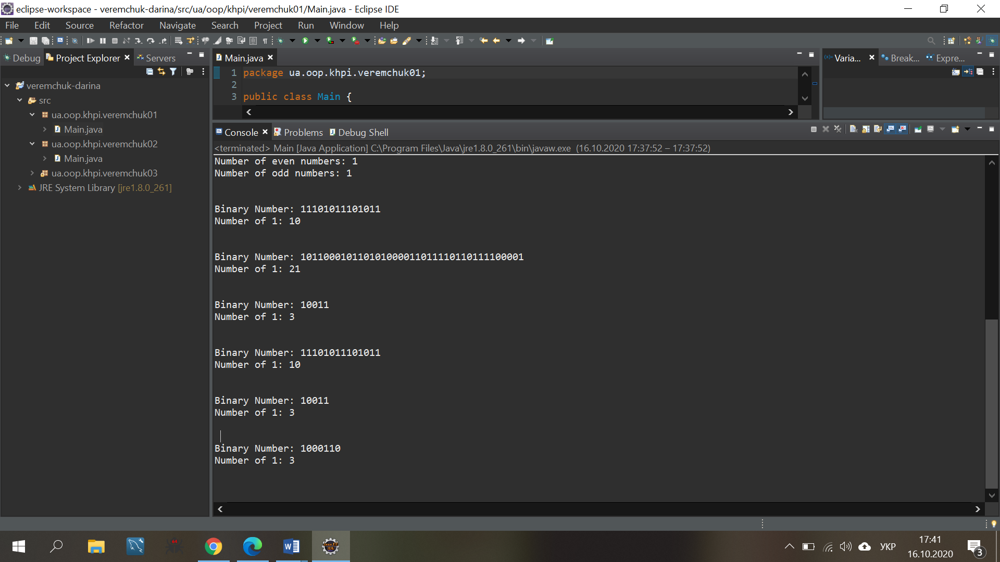 eclipse-workspace - veremchuk-darina/src/ua/oop/khpi/veremchuk01/Main.java - Eclipse IDE
File Edit Source Refactor Navigate Search Project Run Window Help
Debug Project Explorer Servers
veremchuk-darina
src
ua.oop.khpi.veremchuk01
Main.java
ua.oop.khpi.veremchuk02
Main.java
ua.oop.khpi.veremchuk03
JRE System Library [jre1.8.0_261]
Main.java
1 package ua.oop.khpi.veremchuk01;
2
3 public class Main {
Varia... Break... Expre...
Console Problems Debug Shell
<terminated> Main [Java Application] C:\Program Files\Java\jre1.8.0_261\bin\javaw.exe (16.10.2020 17:37:52 – 17:37:52)
Number of even numbers: 1
Number of odd numbers: 1
Binary Number: 11101011101011
Number of 1: 10
Binary Number: 101100010110101000011011110110111100001
Number of 1: 21
Binary Number: 10011
Number of 1: 3
Binary Number: 11101011101011
Number of 1: 10
Binary Number: 10011
Number of 1: 3
Binary Number: 1000110
Number of 1: 3
УКР
17:41
16.10.2020
3